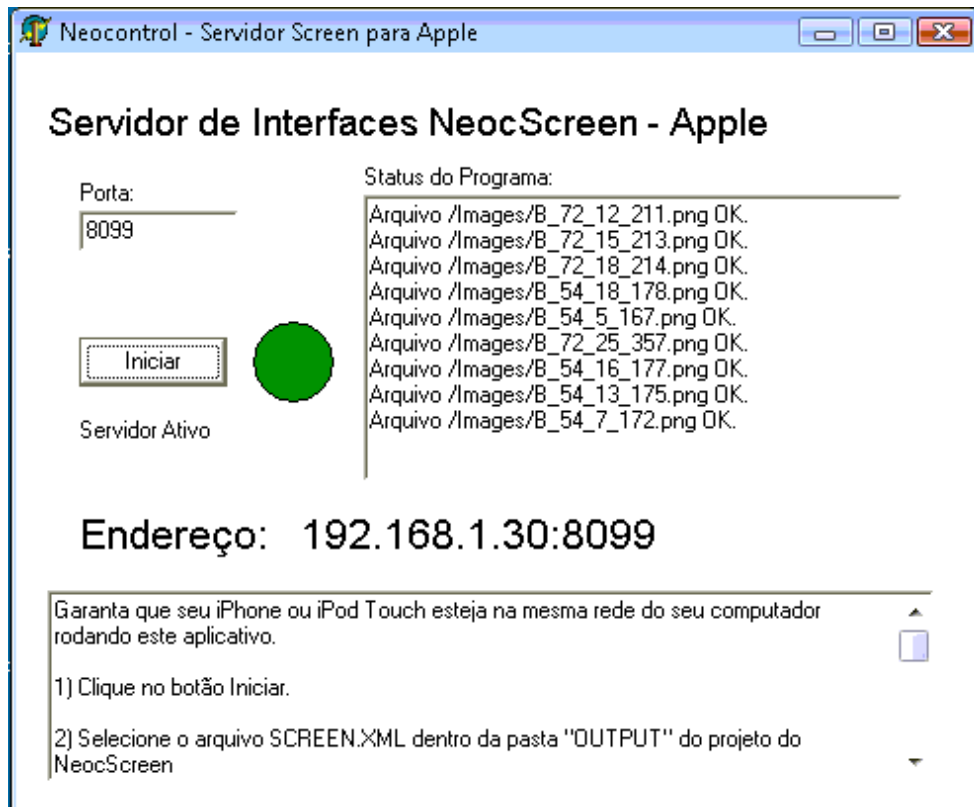 Neocontrol - Servidor Screen para Apple
Servidor de Interfaces NeocScreen - Apple
Porta:
8099
Iniciar
Servidor Ativo
Status do Programa:
Arquivo /Images/B_72_12_211.png OK.
Arquivo /Images/B_72_15_213.png OK.
Arquivo /Images/B_72_18_214.png OK.
Arquivo /Images/B_54_18_178.png OK.
Arquivo /Images/B_54_5_167.png OK.
Arquivo /Images/B_72_25_357.png OK.
Arquivo /Images/B_54_16_177.png OK.
Arquivo /Images/B_54_13_175.png OK.
Arquivo /Images/B_54_7_172.png OK.
Endereço: 192.168.1.30:8099
Garanta que seu iPhone ou iPod Touch esteja na mesma rede do seu computador
rodando este aplicativo.
1) Clique no botão Iniciar.
2) Selecione o arquivo SCREEN.XML dentro da pasta "OUTPUT" do projeto do
NeocScreen